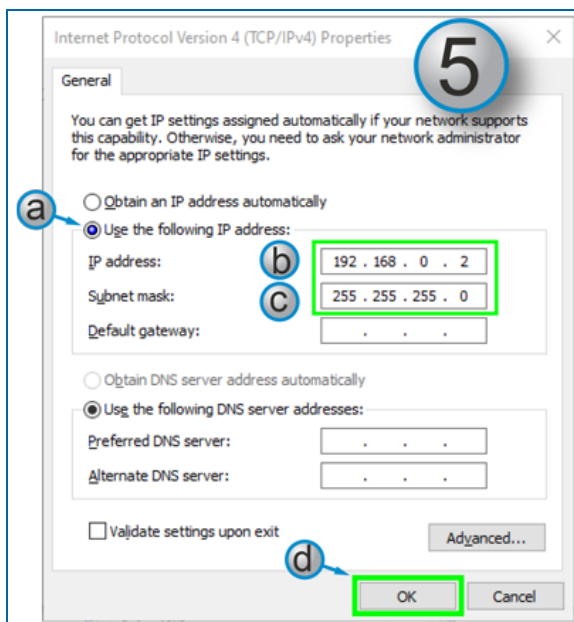 Internet Protocol Version 4 (TCP/IPv4) Properties
5
General
You can get IP settings assigned automatically if your network supports
this capability. Otherwise, you need to ask your network administrator
for the appropriate IP settings.
Obtain an IP address automatically
a
Use the following IP address:
IP address: b 192 . 168 . 0 . 2
Subnet mask: c 255 . 255 . 255 . 0
Default gateway: . . .
Obtain DNS server address automatically
Use the following DNS server addresses:
Preferred DNS server: . . .
Alternate DNS server: . . .
Validate settings upon exit
Advanced...
d
OK Cancel